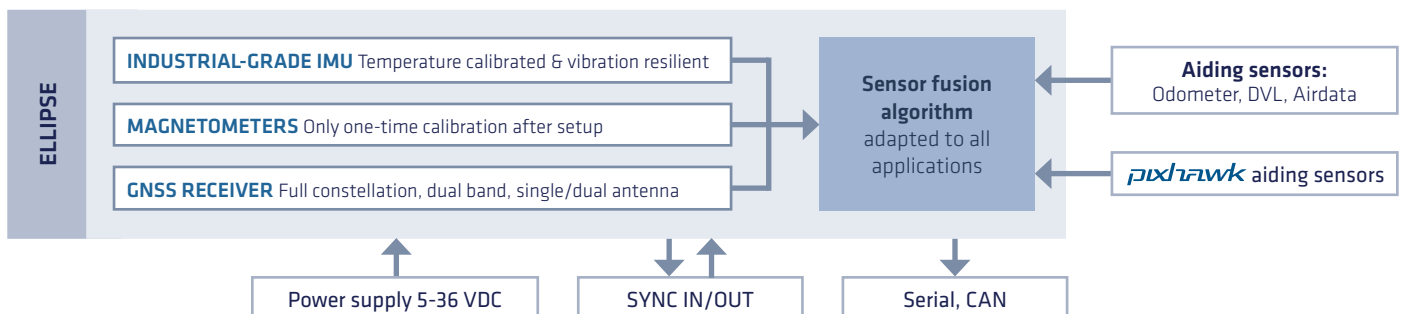 ELLIPSE
INDUSTRIAL-GRADE IMU Temperature calibrated & vibration resilient
MAGNETOMETERS Only one-time calibration after setup
GNSS RECEIVER Full constellation, dual band, single/dual antenna
Sensor fusion
algorithm
adapted to all
applications
Aiding sensors:
Odometer, DVL, Airdata
pixhawk aiding sensors
Power supply 5-36 VDC
SYNC IN/OUT
Serial, CAN